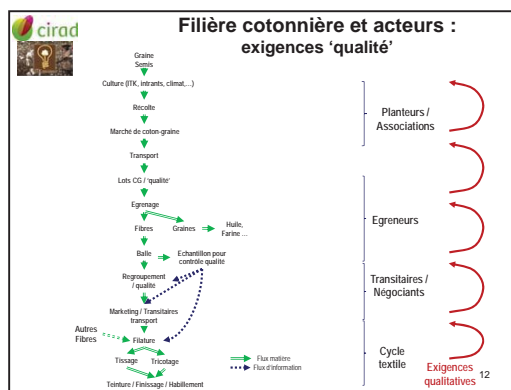 cirad
Filière cotonnière et acteurs :
exigences ‘qualité’
Graine
Semis
Culture (ITK, intrants, climat,...)
Récolte
Marché de coton-graine
Transport
Lots CG / ‘qualité’
Egrenage
Fibres
Graines
Huile,
Farine ...
Balle
Echantillon pour
contrôle qualité
Regroupement
/ qualité
Marketing / Transitaires
transport
Autres
Fibres
Filature
Tissage
Tricotage
Teinture / Finissage / Habillement
Flux matière
Flux d'information
Planteurs /
Associations
Egreneurs
Transitaires /
Négociants
Cycle
textile
Exigences
qualitatives
12